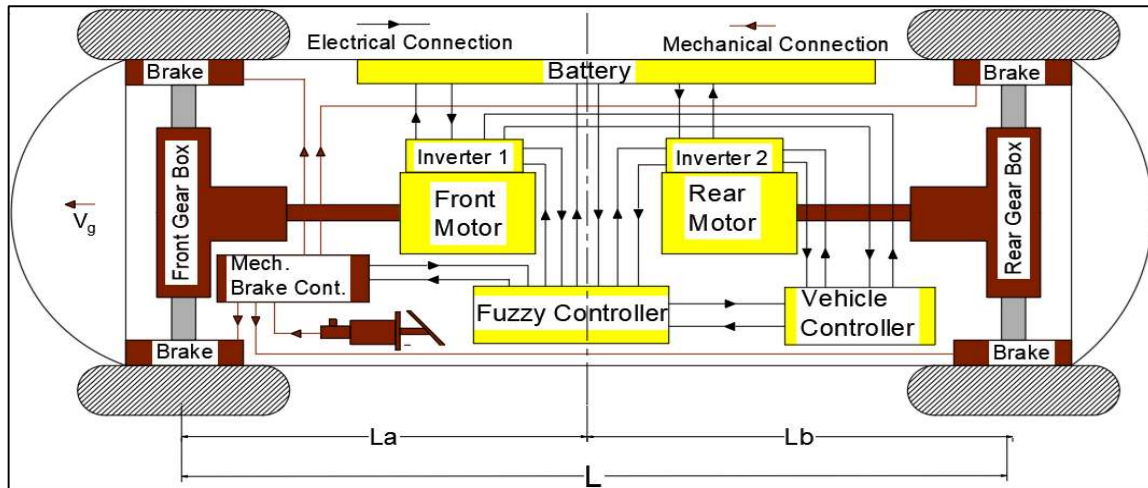 Electrical Connection
Mechanical Connection
Brake
Battery
Brake
Inverter 1
Inverter 2
Front Gear Box
Front
Motor
Rear
Motor
Rear Gear Box
Vg
Mech.
Brake Cont.
Fuzzy Controller
Vehicle
Controller
Brake
Brake
La
Lb
L